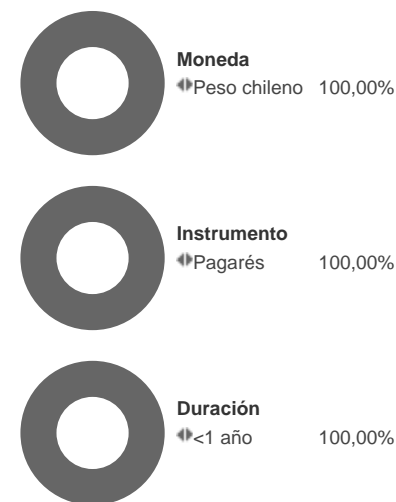 Moneda
Peso chileno 100,00%
Instrumento
Pagarés 100,00%
Duración
<1 año 100,00%